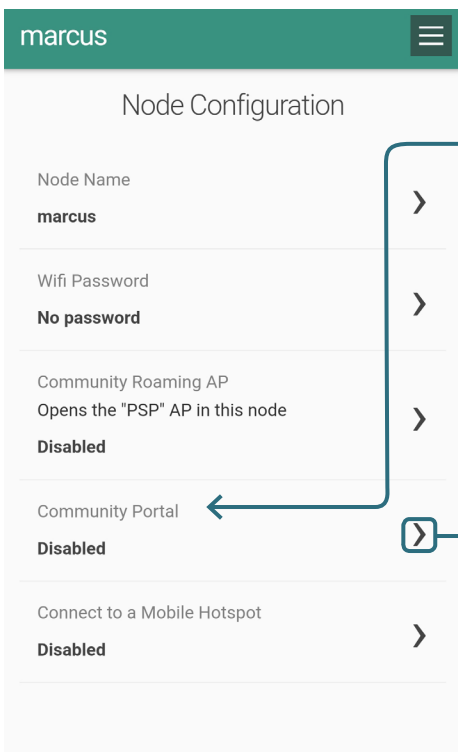 marcus
Node Configuration
Node Name
marcus
Wifi Password
No password
Community Roaming AP
Opens the "PSP" AP in this node
Disabled
Community Portal
Disabled
Connect to a Mobile Hotspot
Disabled